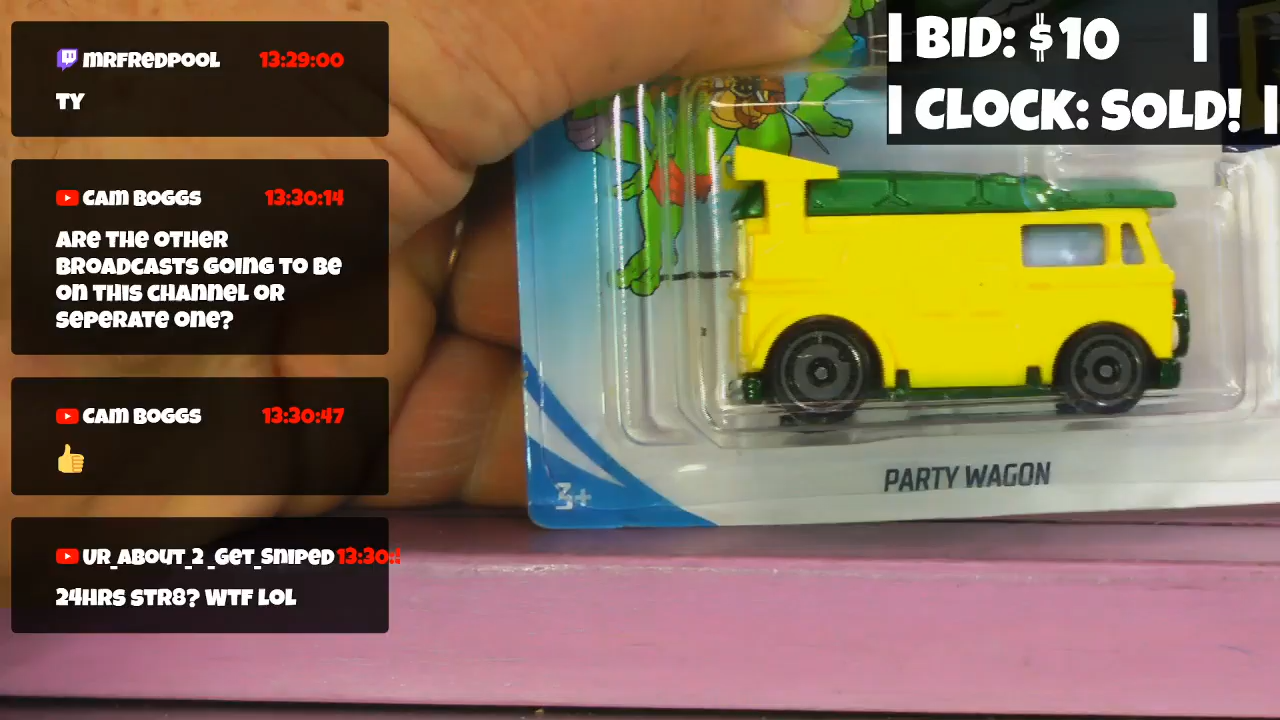 MRFREDPOOL 13:29:00
TY
CAM BOGGS 13:30:14
ARE THE OTHER
BROADCASTS GOING TO BE
ON THIS CHANNEL OR
SEPERATE ONE?
CAM BOGGS 13:30:47
👍
UR_ABOUT_2_GET_SNIPED 13:30:
24HRS STR8? WTF LOL
| BID: $10 |
| CLOCK: SOLD! |
PARTY WAGON
3+